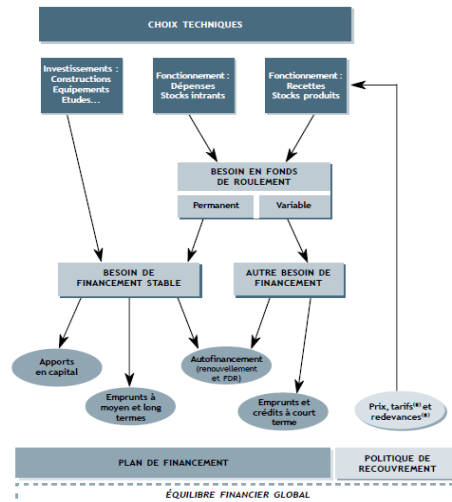 CHOIX TECHNIQUES
Investissements :
Constructions
Equipements
Etudes...
Fonctionnement :
Dépenses
Stocks intrants
Fonctionnement :
Recettes
Stocks produits
BESOIN EN FONDS
DE ROULEMENT
Permanent
Variable
BESOIN DE
FINANCEMENT STABLE
AUTRE BESOIN DE
FINANCEMENT
Apports
en capital
Emprunts à
moyen et long
termes
Autofinancement
(renouvellement
et FDR)
Emprunts et
crédits à court
terme
Prix, tarifs(*) et
redevances(*)
PLAN DE FINANCEMENT
POLITIQUE DE
RECOUVREMENT
ÉQUILIBRE FINANCIER GLOBAL